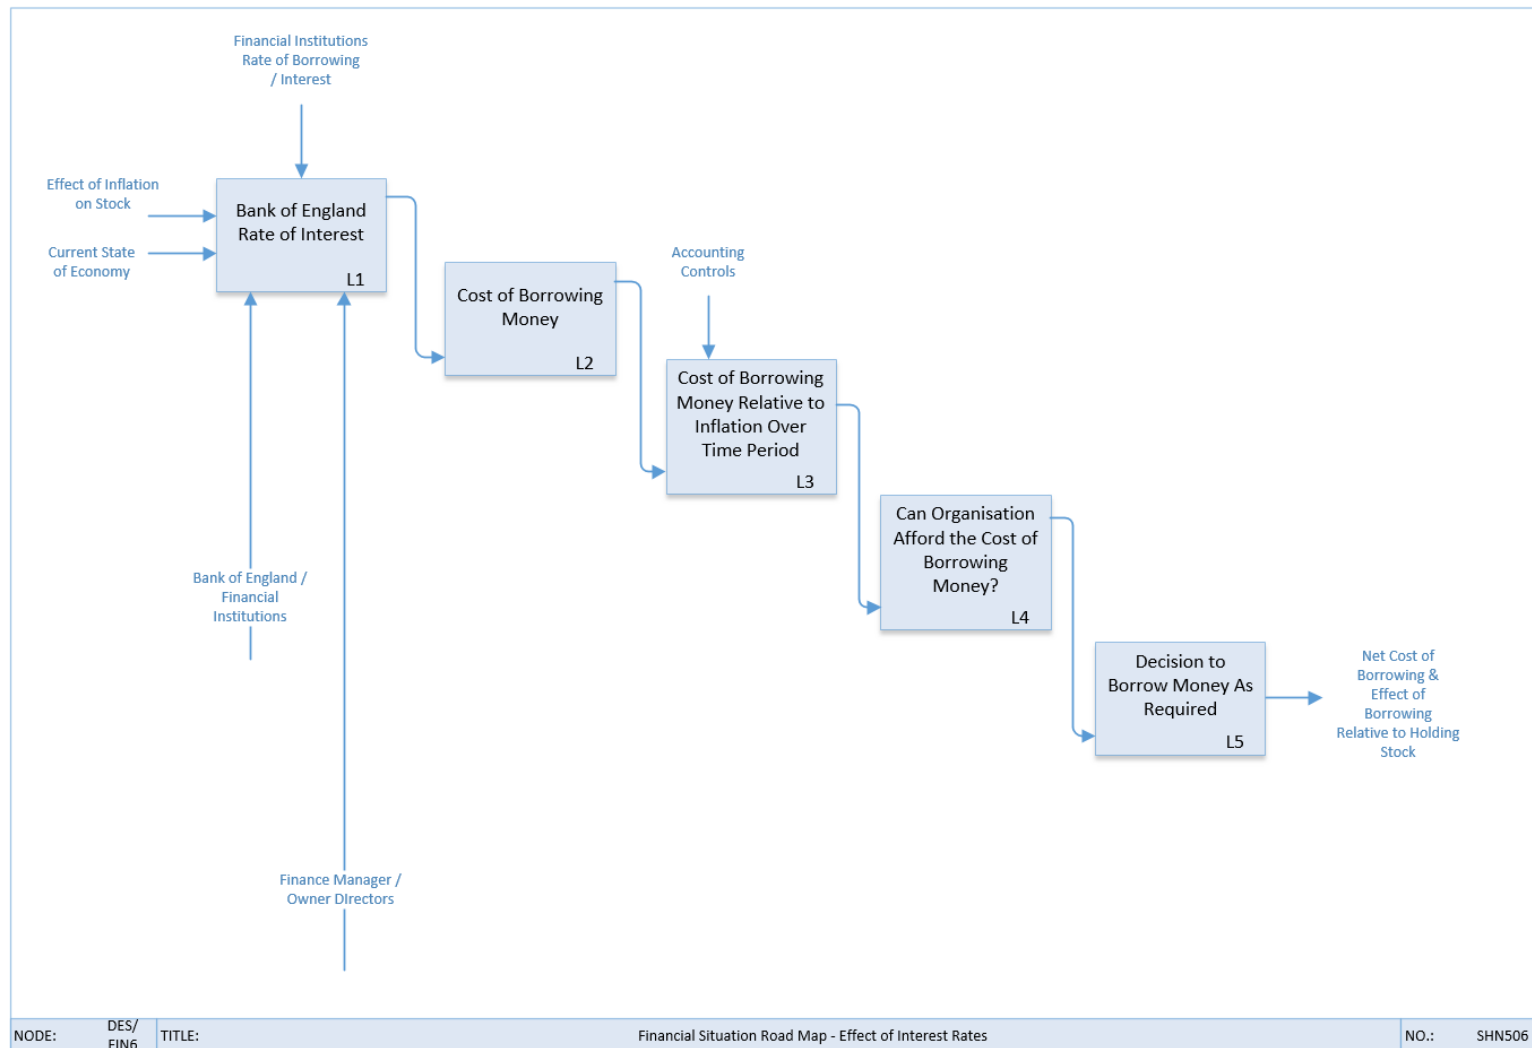 Financial Institutions
Rate of Borrowing
/ Interest
Effect of Inflation
on Stock
Current State
of Economy
Bank of England
Rate of Interest
L1
Cost of Borrowing
Money
L2
Accounting
Controls
Cost of Borrowing
Money Relative to
Inflation Over
Time Period
L3
Can Organisation
Afford the Cost of
Borrowing
Money?
L4
Bank of England /
Financial
Institutions
Decision to
Borrow Money As
Required
L5
Net Cost of
Borrowing &
Effect of
Borrowing
Relative to Holding
Stock
Finance Manager /
Owner Directors
NODE:
DES/
FIN6
TITLE:
Financial Situation Road Map - Effect of Interest Rates
NO.:
SHN506